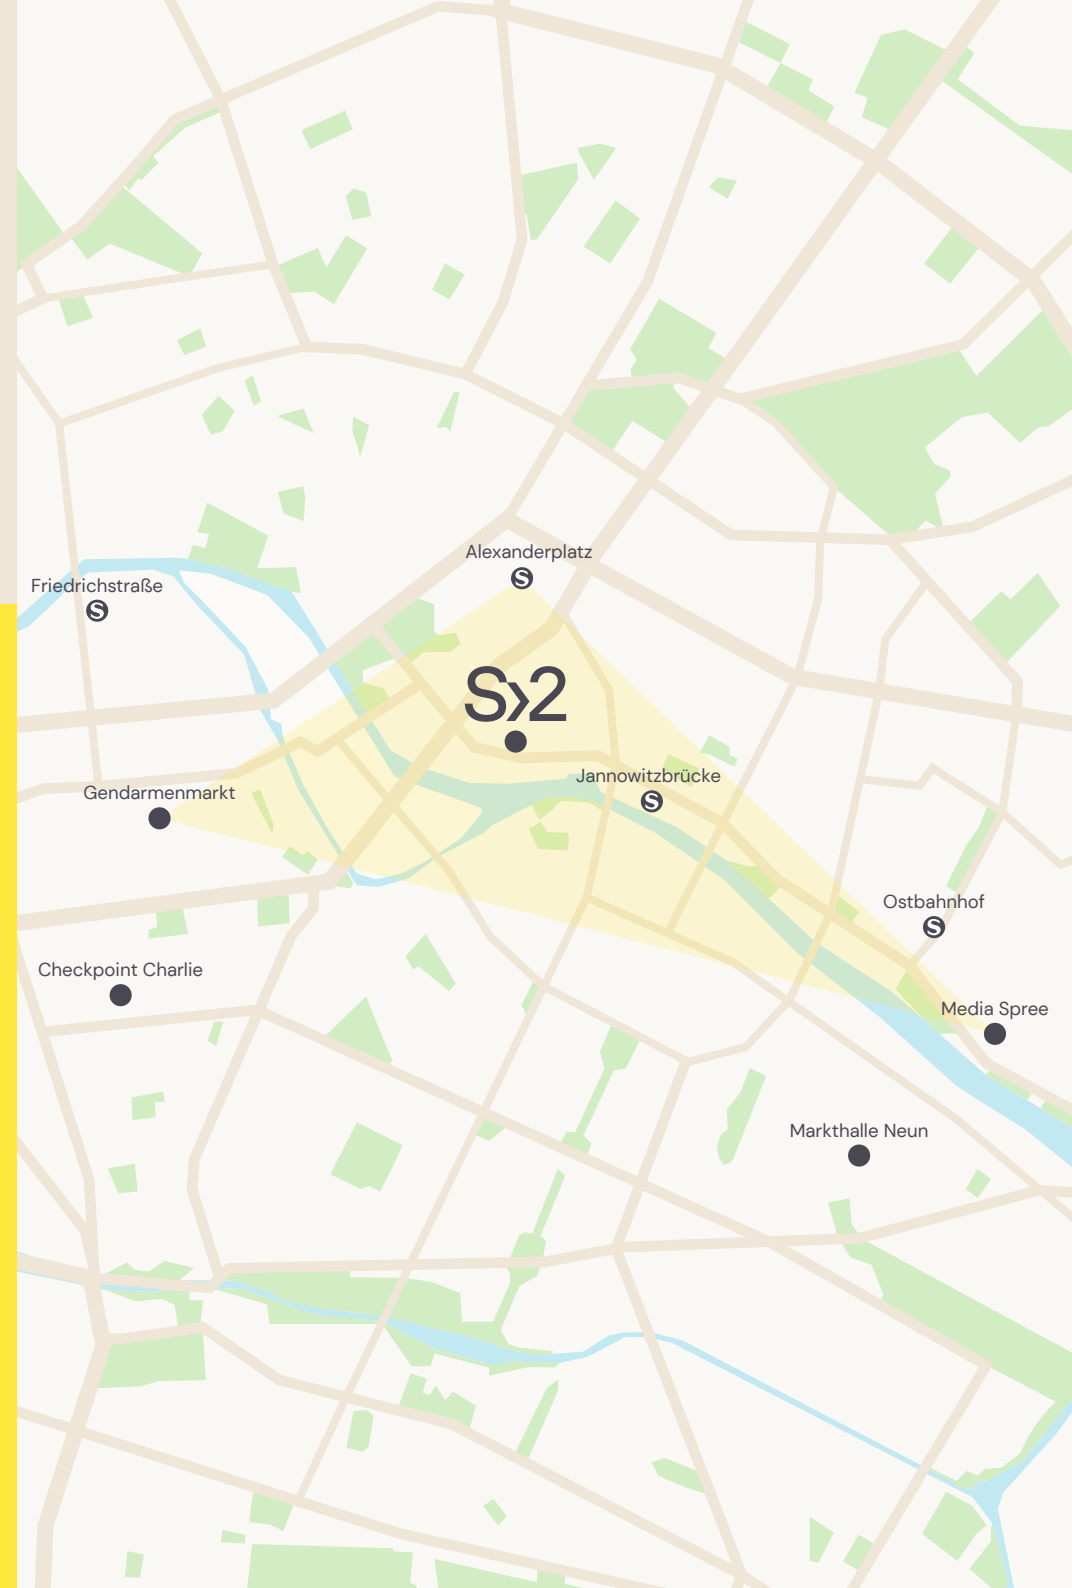 Alexanderplatz
S
Friedrichstraße
S
S›2
Jannowitzbrücke
S
Gendarmenmarkt
Ostbahnhof
S
Checkpoint Charlie
Media Spree
Markthalle Neun